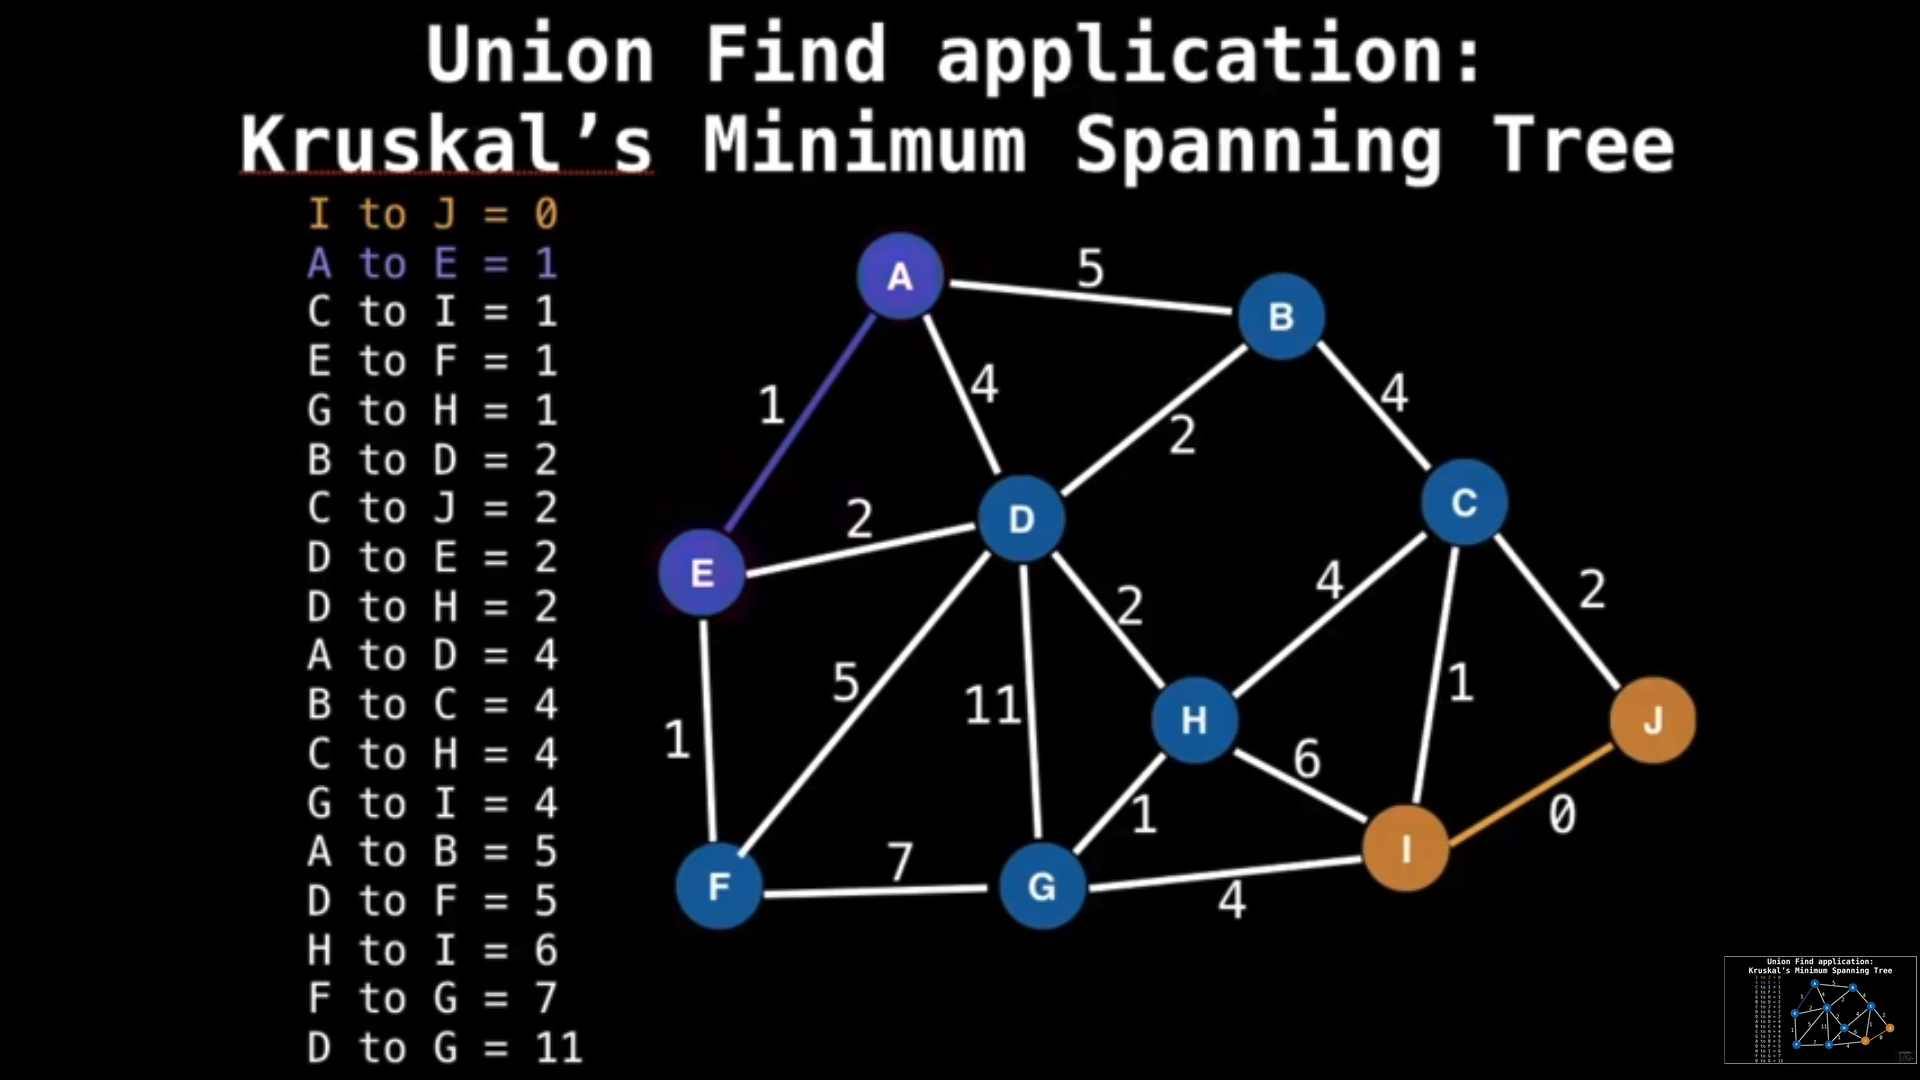 Union Find application:
Kruskal’s Minimum Spanning Tree
I to J = 0
A to E = 1
C to I = 1
E to F = 1
G to H = 1
B to D = 2
C to J = 2
D to E = 2
D to H = 2
A to D = 4
B to C = 4
C to H = 4
G to I = 4
A to B = 5
D to F = 5
H to I = 6
F to G = 7
D to G = 11
A
5
B
1
4
2
4
D
C
E
2
4
2
2
5
11
1
1
H
J
6
1
0
I
F
7
G
4
Union Find application:
Kruskal’s Minimum Spanning Tree